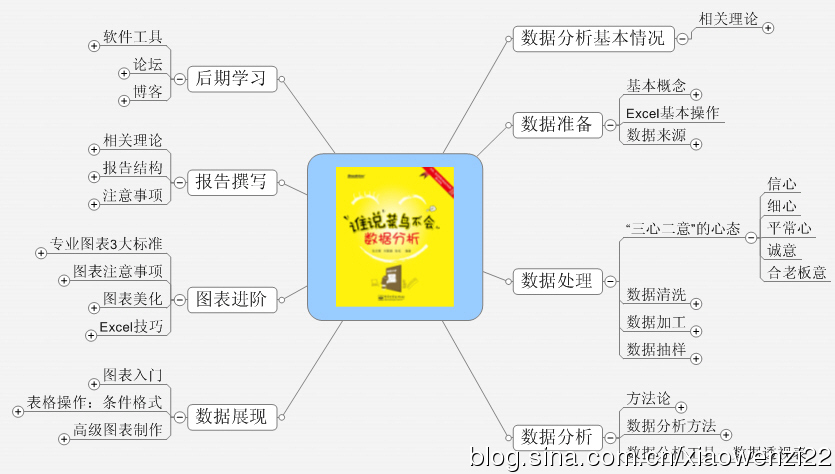 数据分析基本情况
相关理论
数据准备
基本概念
Excel基本操作
数据来源
数据处理
“三心二意”的心态
信心
细心
平常心
诚意
合老板意
数据清洗
数据加工
数据抽样
数据分析
方法论
数据分析方法
数据分析工具：数据透视表
后期学习
软件工具
论坛
博客
报告撰写
相关理论
报告结构
注意事项
图表进阶
专业图表3大标准
图表注意事项
图表美化
Excel技巧
数据展现
图表入门
表格操作：条件格式
高级图表制作
谁说菜鸟不会
数据分析
blog.sina.com.cn/xiaowenzi22